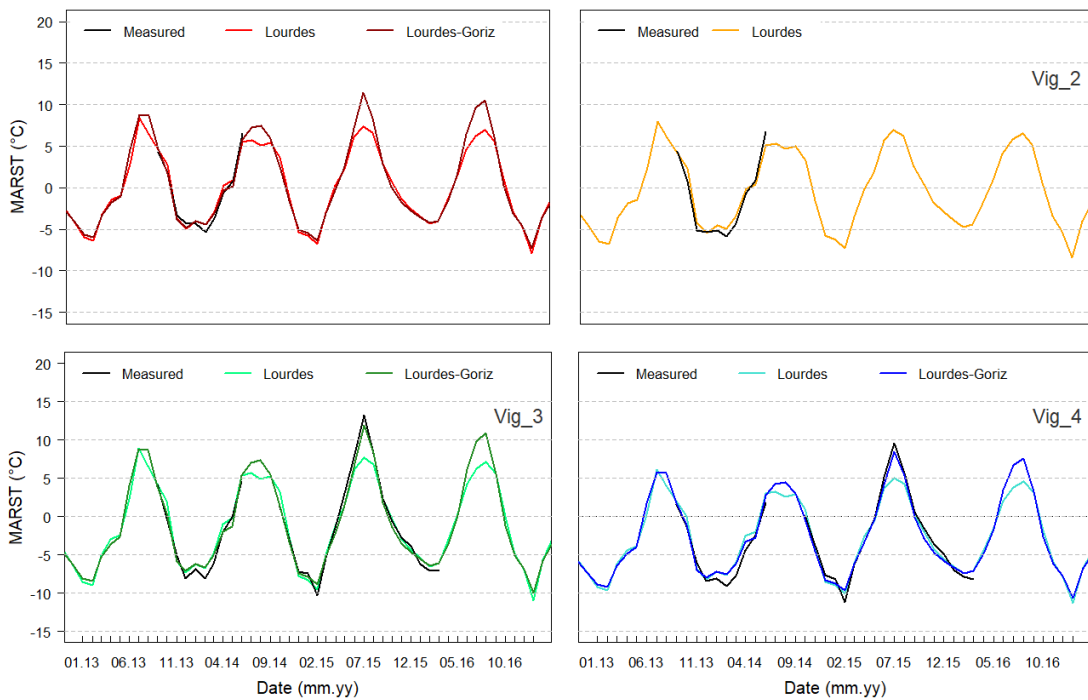 20
15
10
5
0
-5
-10
-15
MARST (°C)
Measured Lourdes Lourdes-Goriz
Measured Lourdes
Vig_2
20
15
10
5
0
-5
-10
-15
MARST (°C)
Measured Lourdes Lourdes-Goriz
Vig_3
Measured Lourdes Lourdes-Goriz
Vig_4
01.13 06.13 11.13 04.14 09.14 02.15 07.15 12.15 05.16 10.16
Date (mm.yy)
01.13 06.13 11.13 04.14 09.14 02.15 07.15 12.15 05.16 10.16
Date (mm.yy)